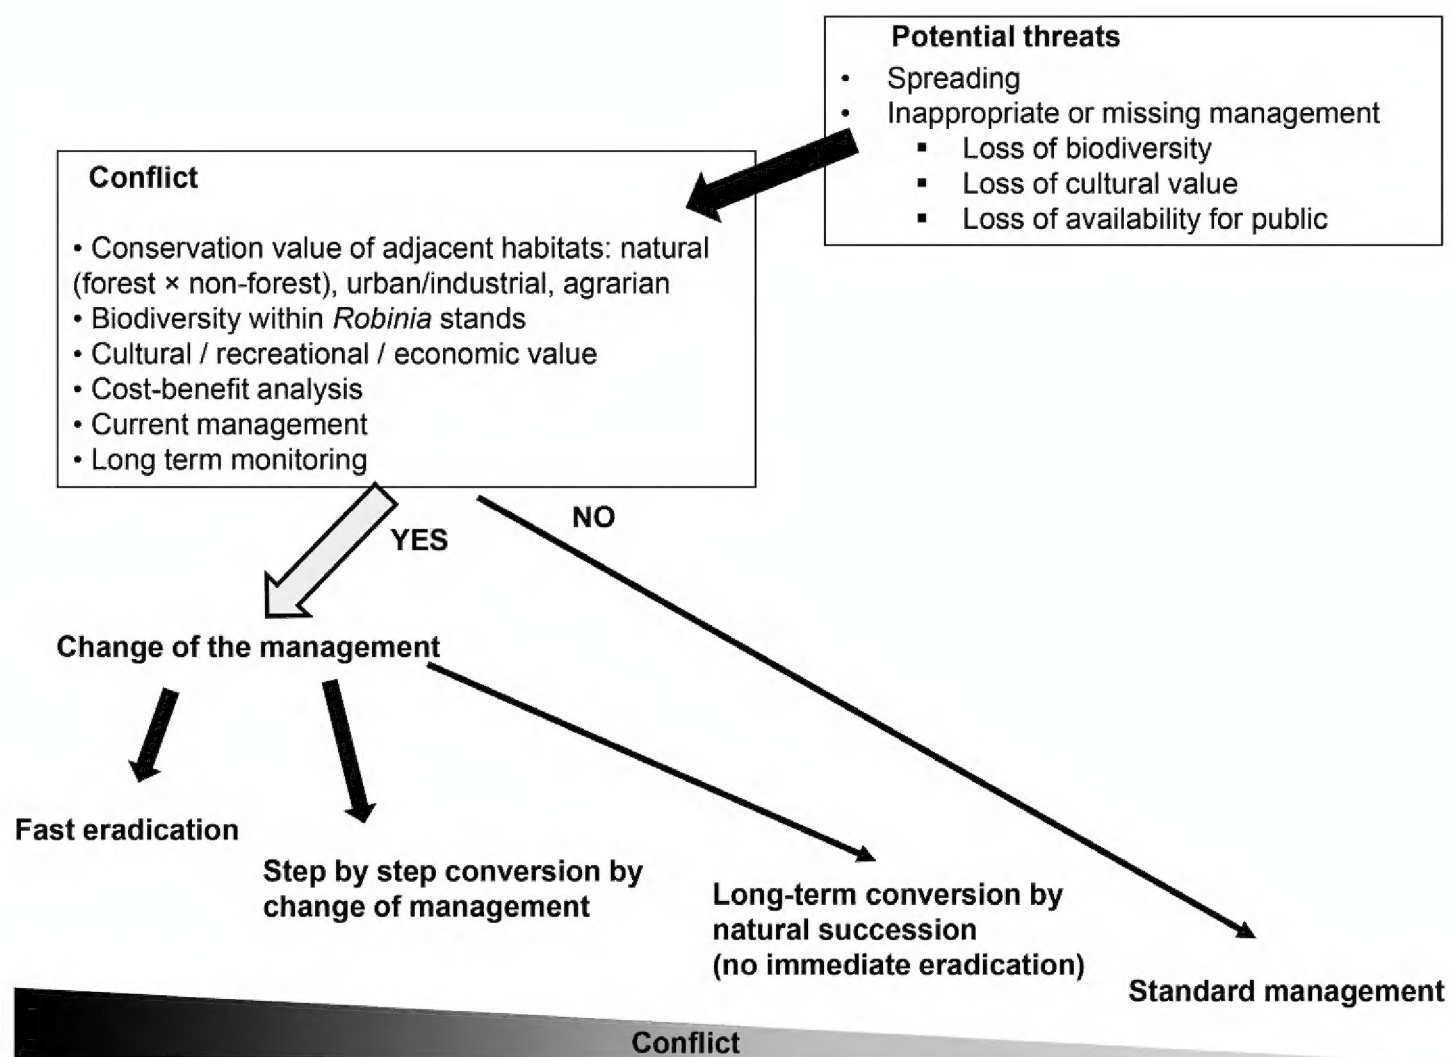 Potential threats
• Spreading
• Inappropriate or missing management
▪ Loss of biodiversity
▪ Loss of cultural value
▪ Loss of availability for public
Conflict
• Conservation value of adjacent habitats: natural
(forest × non-forest), urban/industrial, agrarian
• Biodiversity within Robinia stands
• Cultural / recreational / economic value
• Cost-benefit analysis
• Current management
• Long term monitoring
YES
NO
Change of the management
Fast eradication
Step by step conversion by
change of management
Long-term conversion by
natural succession
(no immediate eradication)
Standard management
Conflict